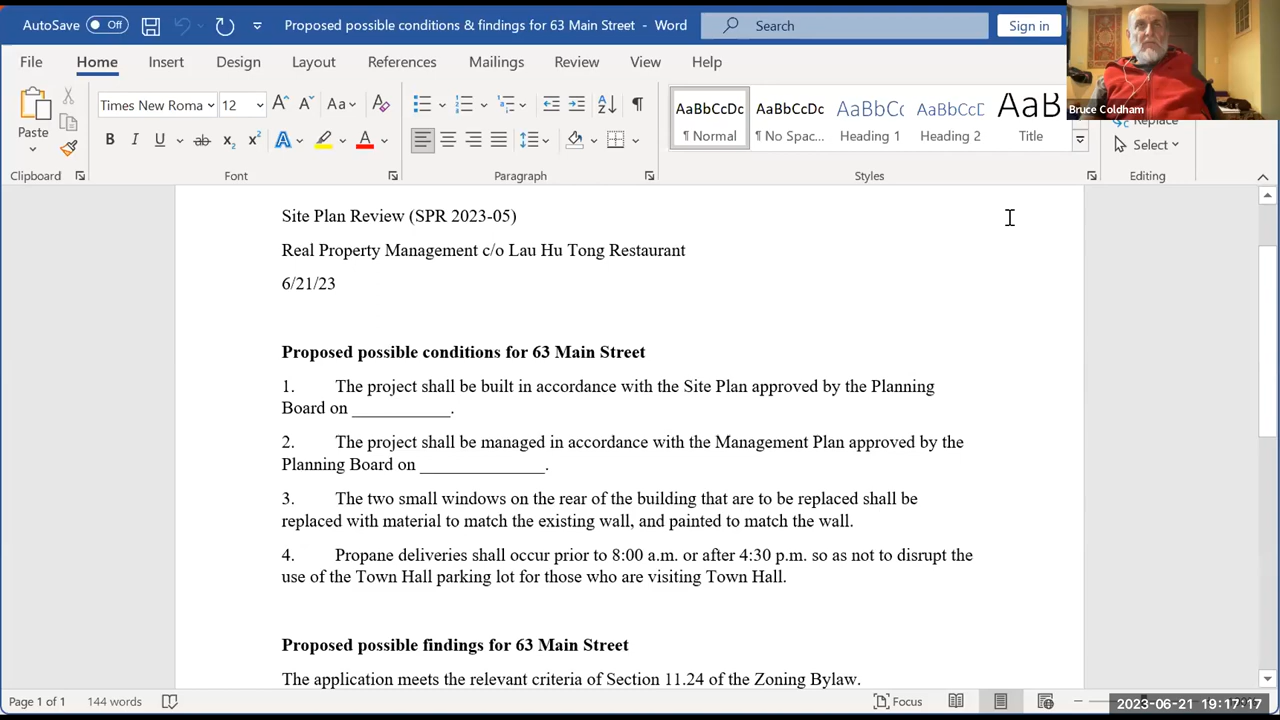 AutoSave Off Proposed possible conditions & findings for 63 Main Street - Word Search Sign in
File Home Insert Design Layout References Mailings Review View Help
Bruce Coldham
Times New Roma 12 Aa
AaBbCcDc AaBbCcDc AaBbCc AaBbCcD AaB
Paste
¶ Normal ¶ No Spac... Heading 1 Heading 2 Title
Replace
Select
Clipboard Font Paragraph Styles Editing
Site Plan Review (SPR 2023-05)
Real Property Management c/o Lau Hu Tong Restaurant
6/21/23
Proposed possible conditions for 63 Main Street
1. The project shall be built in accordance with the Site Plan approved by the Planning
Board on ___________.
2. The project shall be managed in accordance with the Management Plan approved by the
Planning Board on ______________.
3. The two small windows on the rear of the building that are to be replaced shall be
replaced with material to match the existing wall, and painted to match the wall.
4. Propane deliveries shall occur prior to 8:00 a.m. or after 4:30 p.m. so as not to disrupt the
use of the Town Hall parking lot for those who are visiting Town Hall.
Proposed possible findings for 63 Main Street
The application meets the relevant criteria of Section 11.24 of the Zoning Bylaw.
Page 1 of 1 144 words Focus
2023-06-21 19:17:17